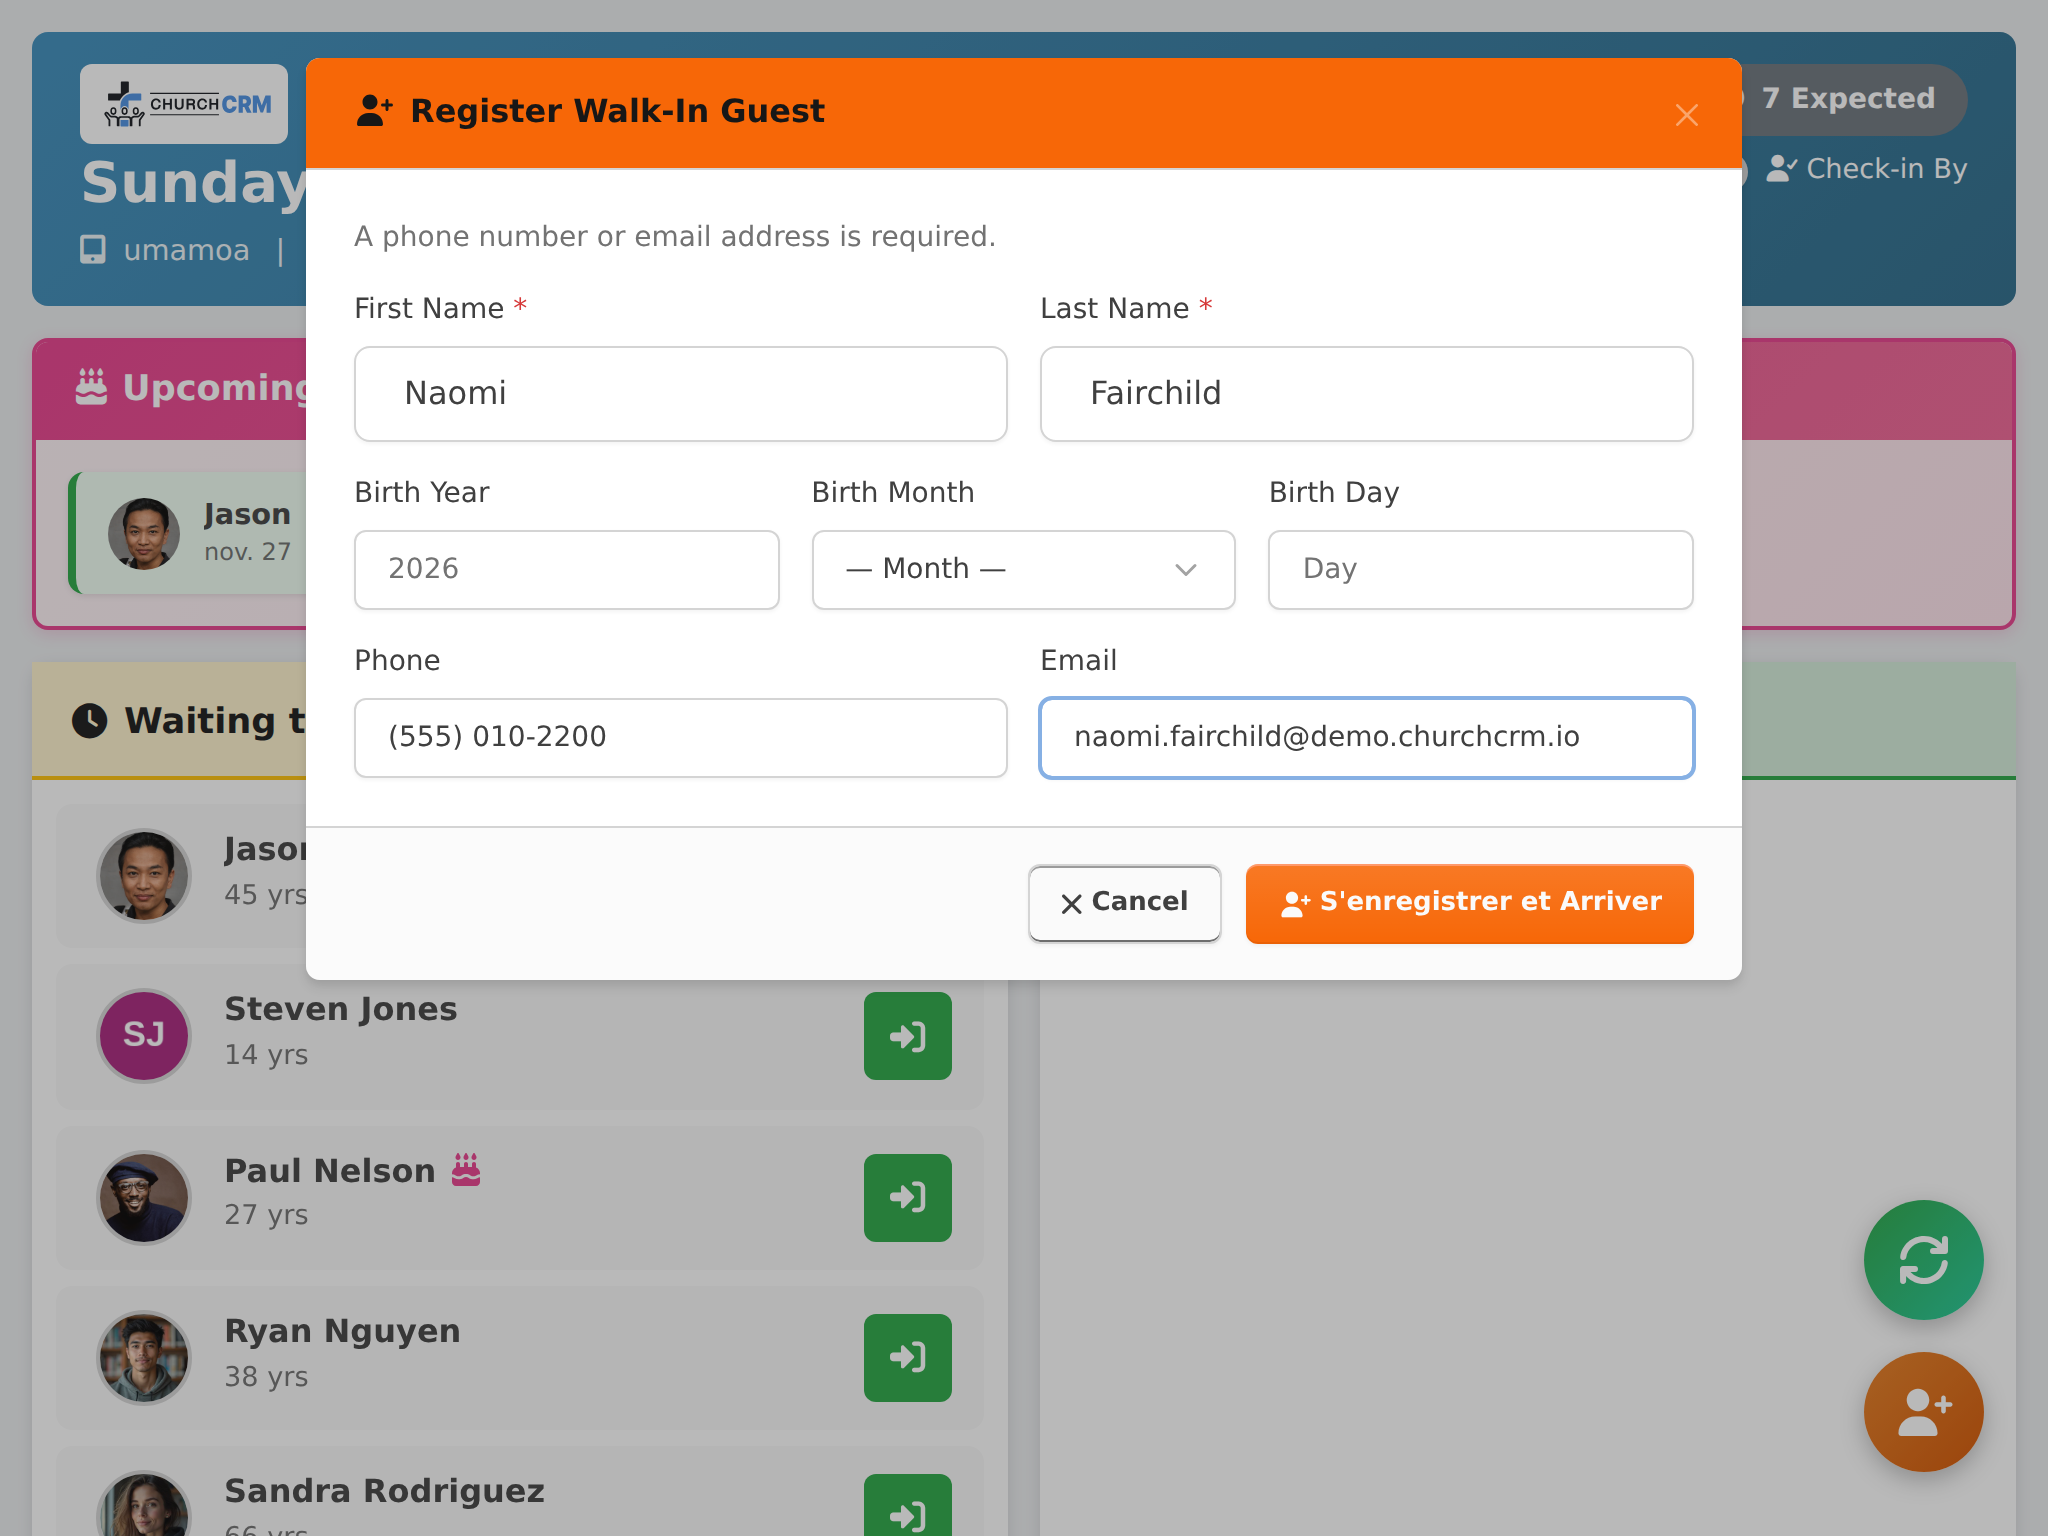 CHURCHCRM
Sunday
umamoa |
7 Expected
Check-in By
Register Walk-In Guest
A phone number or email address is required.
First Name *
Last Name *
Naomi
Fairchild
Birth Year
Birth Month
Birth Day
2026
— Month —
Day
Phone
Email
(555) 010-2200
naomi.fairchild@demo.churchcrm.io
Cancel
S'enregistrer et Arriver
Upcoming
Jason
nov. 27
Waiting t
Jason
45 yrs
Steven Jones
SJ
14 yrs
Paul Nelson
27 yrs
Ryan Nguyen
38 yrs
Sandra Rodriguez
66 yrs